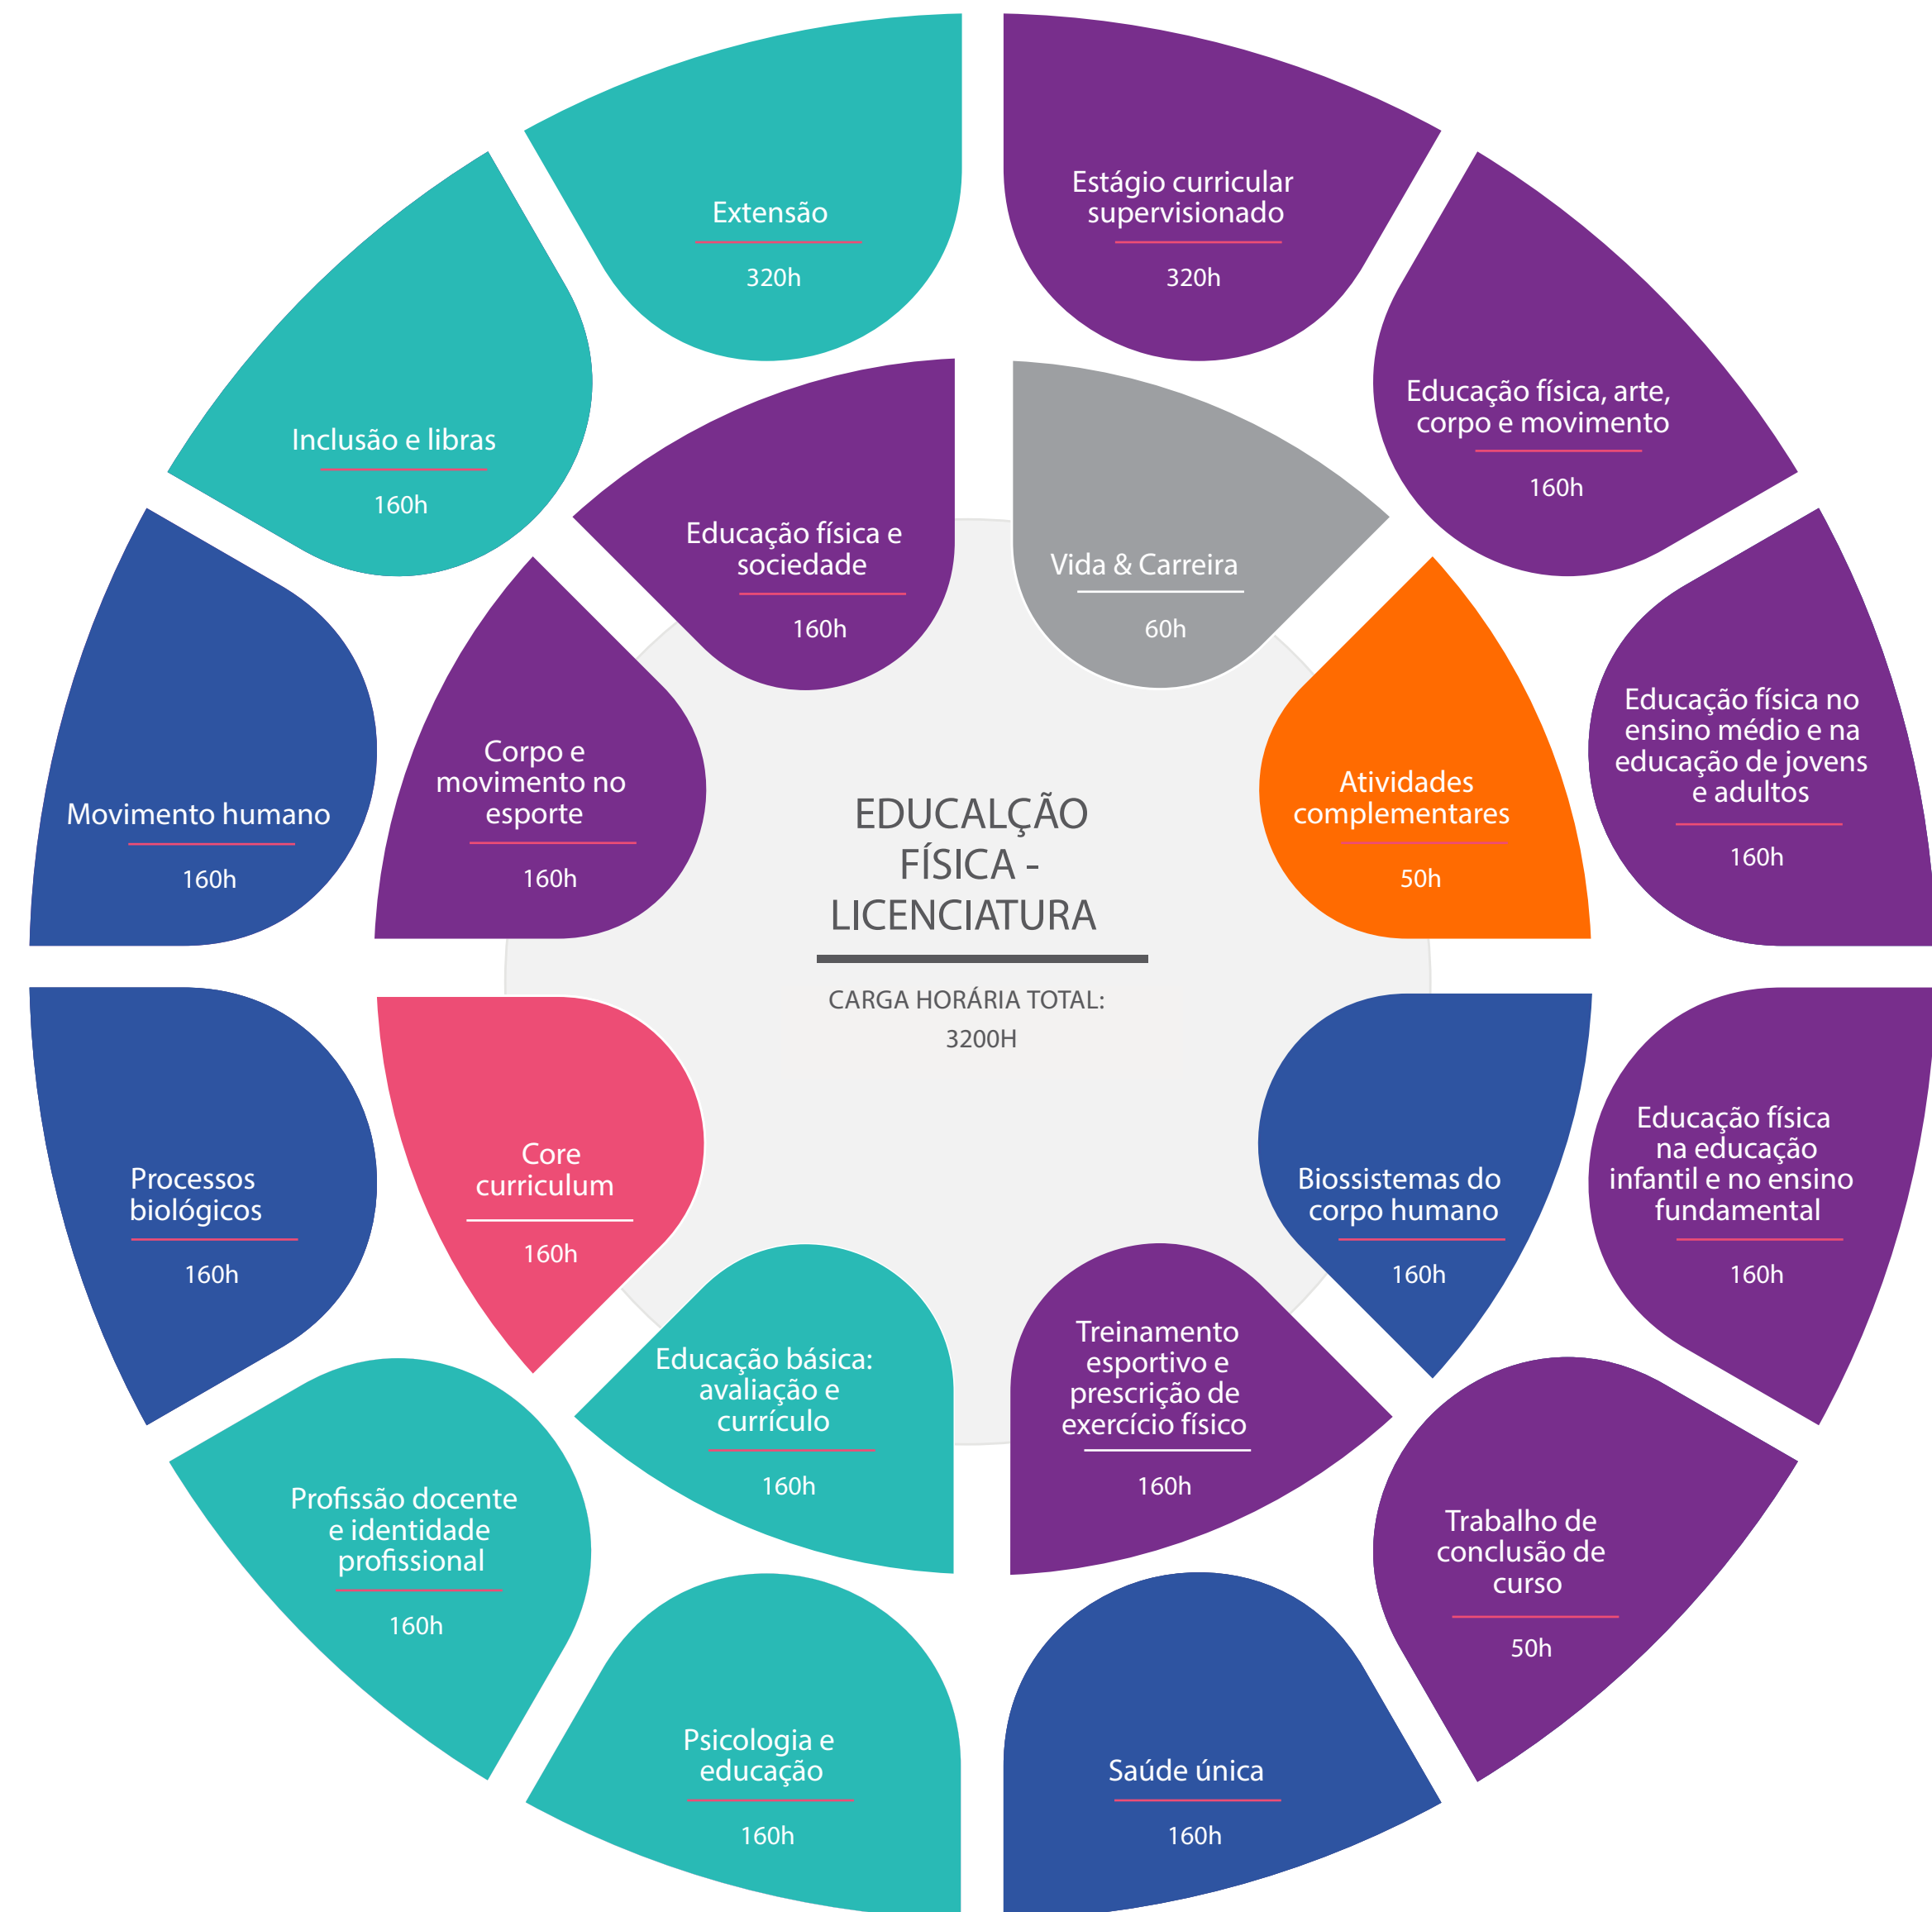 Extensão
320h
Estágio curricular
supervisionado
320h
Inclusão e libras
160h
Educação física, arte,
corpo e movimento
160h
Educação física e
sociedade
160h
Vida & Carreira
60h
Movimento humano
160h
Corpo e
movimento no
esporte
160h
Atividades
complementares
50h
Educação física no
ensino médio e na
educação de jovens
e adultos
160h
EDUCALÇÃO
FÍSICA -
LICENCIATURA
CARGA HORÁRIA TOTAL:
3200H
Processos
biológicos
160h
Core
curriculum
160h
Biossistemas do
corpo humano
160h
Educação física
na educação
infantil e no ensino
fundamental
160h
Educação básica:
avaliação e
currículo
160h
Treinamento
esportivo e
prescrição de
exercício físico
160h
Profissão docente
e identidade
profissional
160h
Trabalho de
conclusão de
curso
50h
Psicologia e
educação
160h
Saúde única
160h